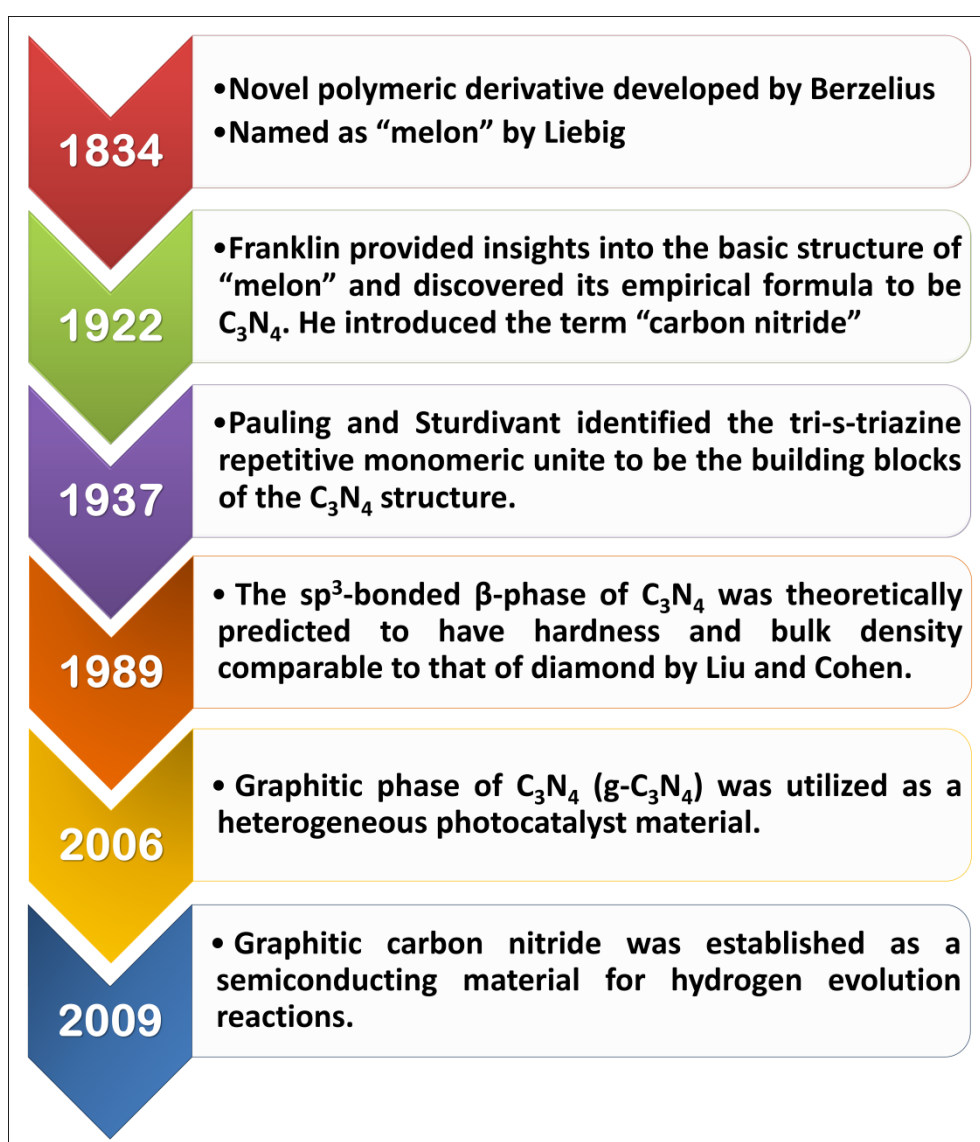 1834
•Novel polymeric derivative developed by Berzelius
•Named as “melon” by Liebig
1922
•Franklin provided insights into the basic structure of
“melon” and discovered its empirical formula to be
C₃N₄. He introduced the term “carbon nitride”
1937
•Pauling and Sturdivant identified the tri-s-triazine
repetitive monomeric unite to be the building blocks
of the C₃N₄ structure.
1989
• The sp³-bonded β-phase of C₃N₄ was theoretically
predicted to have hardness and bulk density
comparable to that of diamond by Liu and Cohen.
2006
• Graphitic phase of C₃N₄ (g-C₃N₄) was utilized as a
heterogeneous photocatalyst material.
2009
• Graphitic carbon nitride was established as a
semiconducting material for hydrogen evolution
reactions.